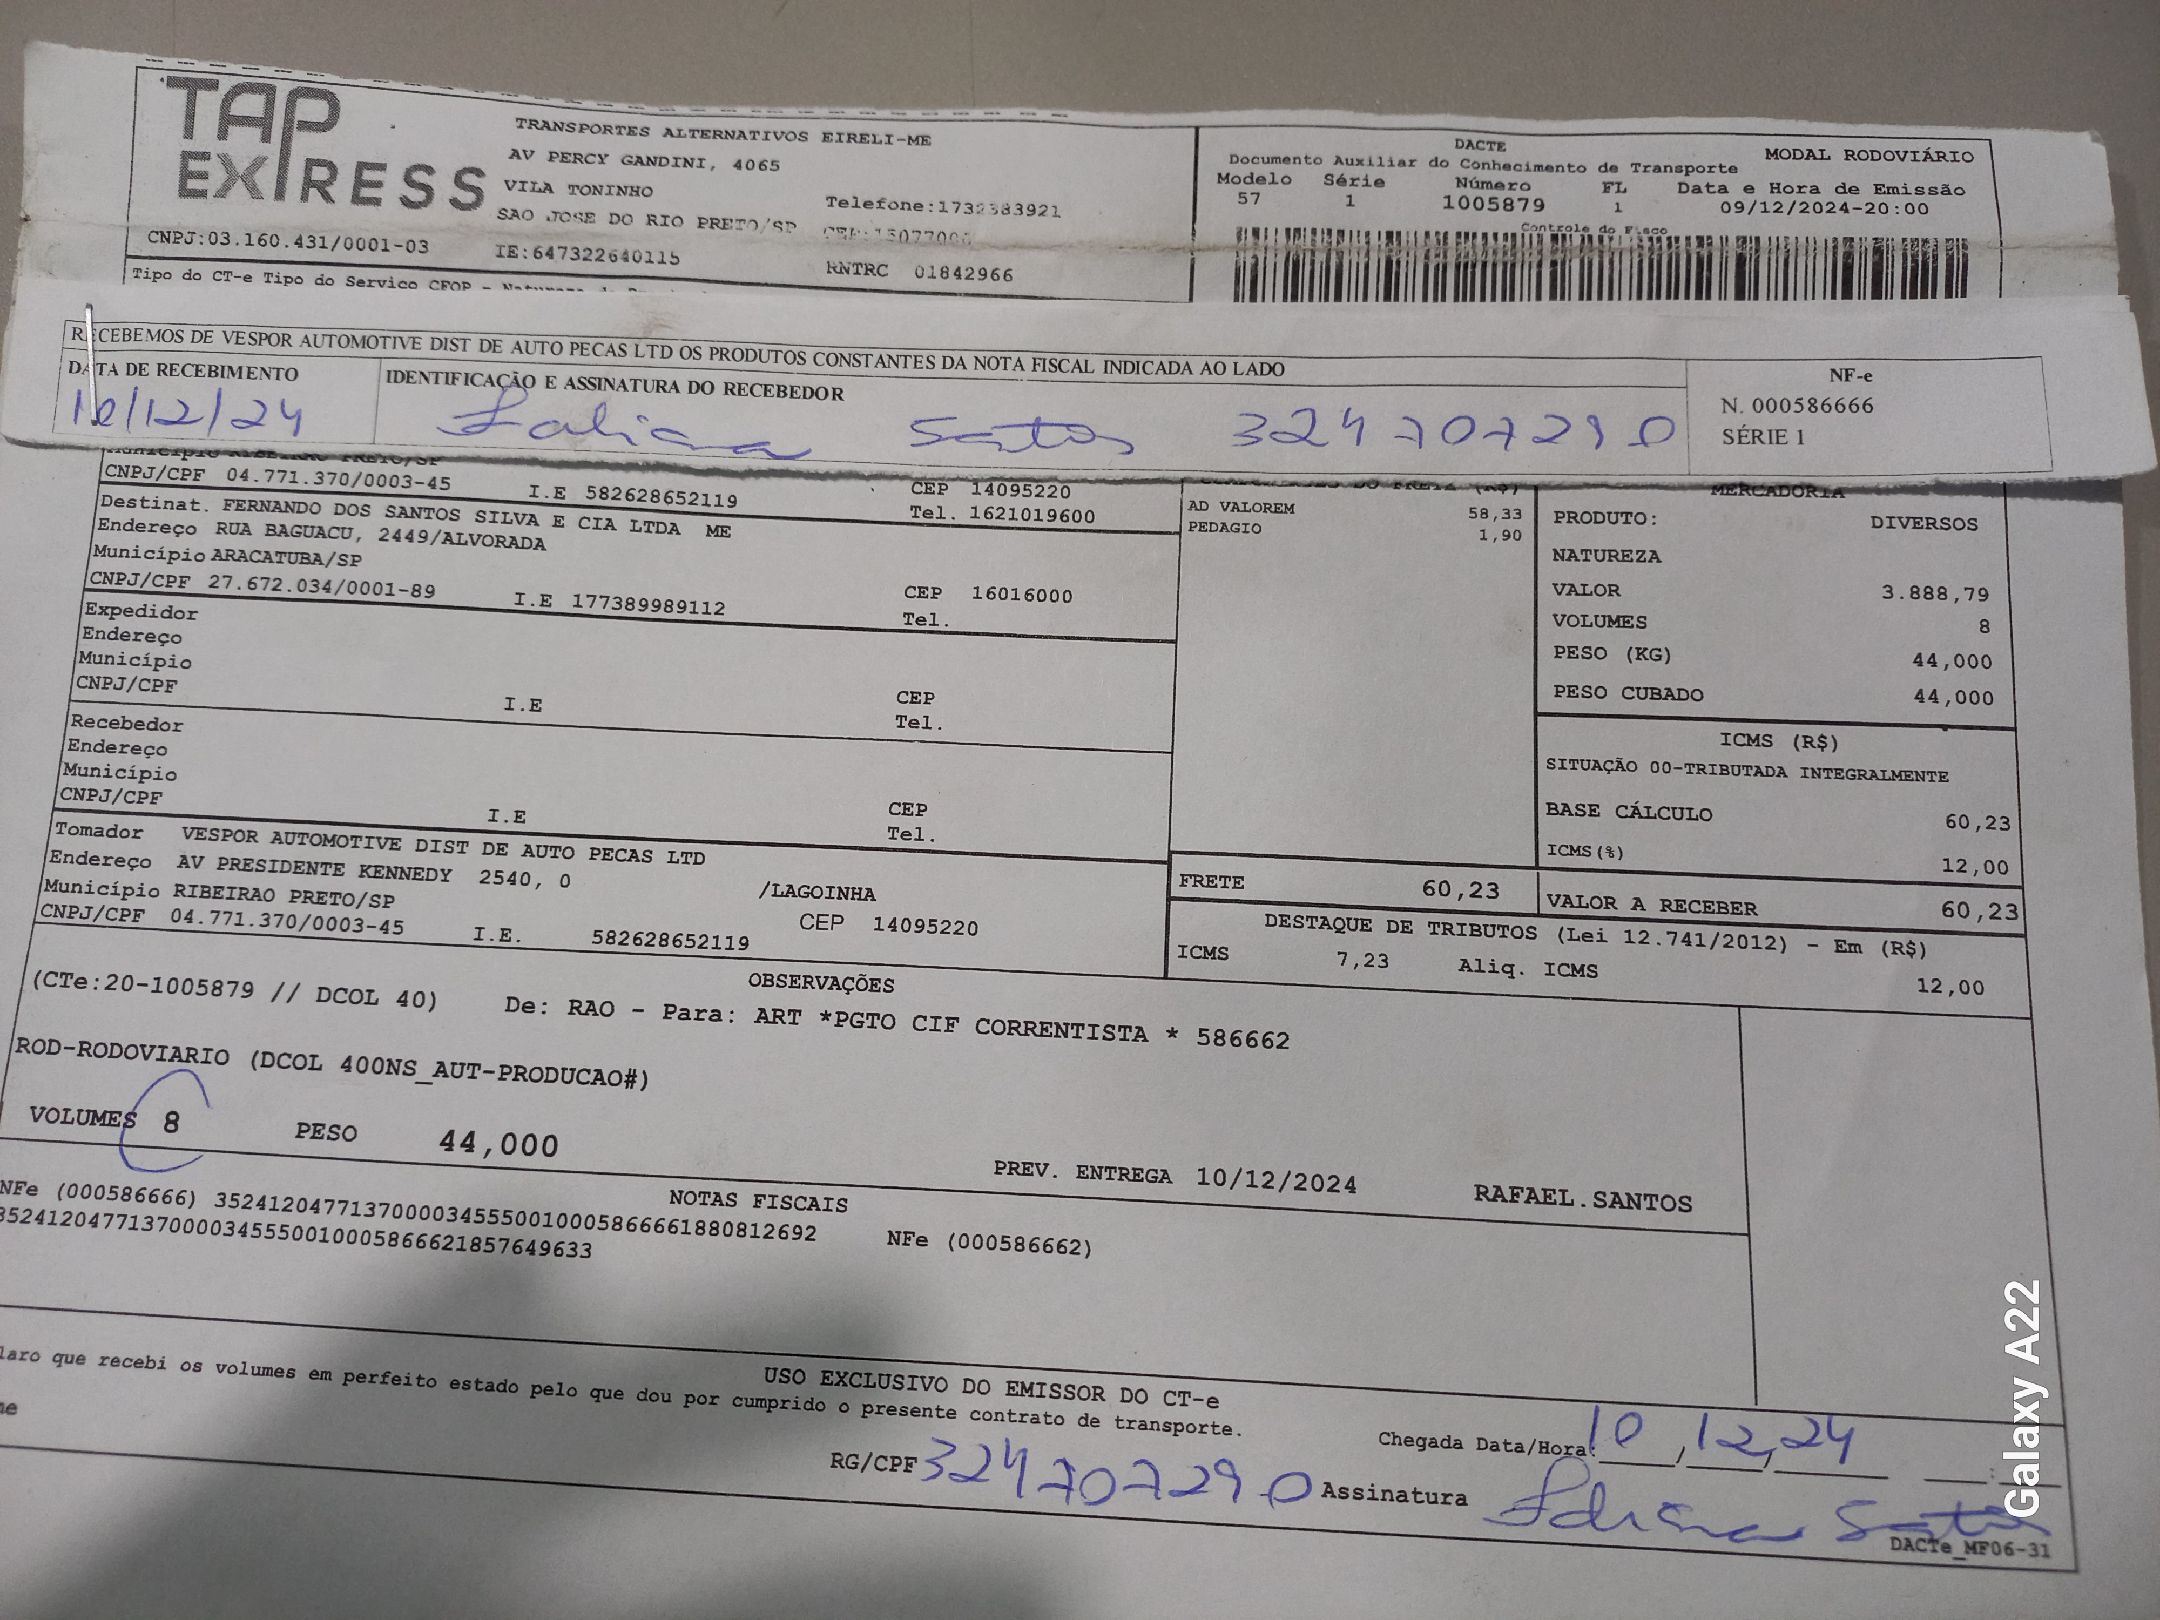 TAP EXPRESS
TRANSPORTES ALTERNATIVOS EIRELI-ME
AV PERCY GANDINI, 4065
VILA TONINHO
SAO JOSE DO RIO PRETO/SP
Telefone:1732383921
CNPJ:03.160.431/0001-03
IE:647322640115
RNTRC 01842966
Tipo do CT-e Tipo do Servico CFOP -
DACTE
MODAL RODOVIÁRIO
Documento Auxiliar do Conhecimento de Transporte
Modelo Série Número FL Data e Hora de Emissão
57 1 1005879 1 09/12/2024-20:00
Controle do Fisco
RECEBEMOS DE VESPOR AUTOMOTIVE DIST DE AUTO PECAS LTD OS PRODUTOS CONSTANTES DA NOTA FISCAL INDICADA AO LADO
DATA DE RECEBIMENTO
IDENTIFICAÇÃO E ASSINATURA DO RECEBEDOR
10/12/24
Santos 324707290
NF-e
N. 000586666
SÉRIE 1
CNPJ/CPF 04.771.370/0003-45 I.E 582628652119 CEP 14095220
Tel. 1621019600
Destinat. FERNANDO DOS SANTOS SILVA E CIA LTDA ME
Endereço RUA BAGUACU, 2449/ALVORADA
Município ARACATUBA/SP
CNPJ/CPF 27.672.034/0001-89 I.E 177389989112 CEP 16016000
Tel.
Expedidor
Endereço
Município
CNPJ/CPF I.E CEP
Tel.
Recebedor
Endereço
Município
CNPJ/CPF I.E CEP
Tel.
Tomador VESPOR AUTOMOTIVE DIST DE AUTO PECAS LTD
Endereço AV PRESIDENTE KENNEDY 2540, 0 /LAGOINHA
Município RIBEIRAO PRETO/SP
CNPJ/CPF 04.771.370/0003-45 I.E. 582628652119 CEP 14095220
AD VALOREM 58,33
PEDAGIO 1,90
FRETE 60,23
MERCADORIA
PRODUTO: DIVERSOS
NATUREZA
VALOR 3.888,79
VOLUMES 8
PESO (KG) 44,000
PESO CUBADO 44,000
ICMS (R$)
SITUAÇÃO 00-TRIBUTADA INTEGRALMENTE
BASE CÁLCULO 60,23
ICMS(%) 12,00
VALOR A RECEBER 60,23
DESTAQUE DE TRIBUTOS (Lei 12.741/2012) - Em (R$)
ICMS 7,23 Aliq. ICMS 12,00
OBSERVAÇÕES
(CTe:20-1005879 // DCOL 40) De: RAO - Para: ART *PGTO CIF CORRENTISTA * 586662
ROD-RODOVIARIO (DCOL 400NS_AUT-PRODUCAO#)
VOLUMES 8 PESO 44,000
PREV. ENTREGA 10/12/2024 RAFAEL.SANTOS
NOTAS FISCAIS
NFe (000586666) 35241204771370000345550010005866661880812692 NFe (000586662)
35241204771370000345550010005866621857649633
USO EXCLUSIVO DO EMISSOR DO CT-e
laro que recebi os volumes em perfeito estado pelo que dou por cumprido o presente contrato de transporte.
Chegada Data/Hora: 10/12/24
RG/CPF 324707290 Assinatura Santos
DACTe_MF06-31
Galaxy A22